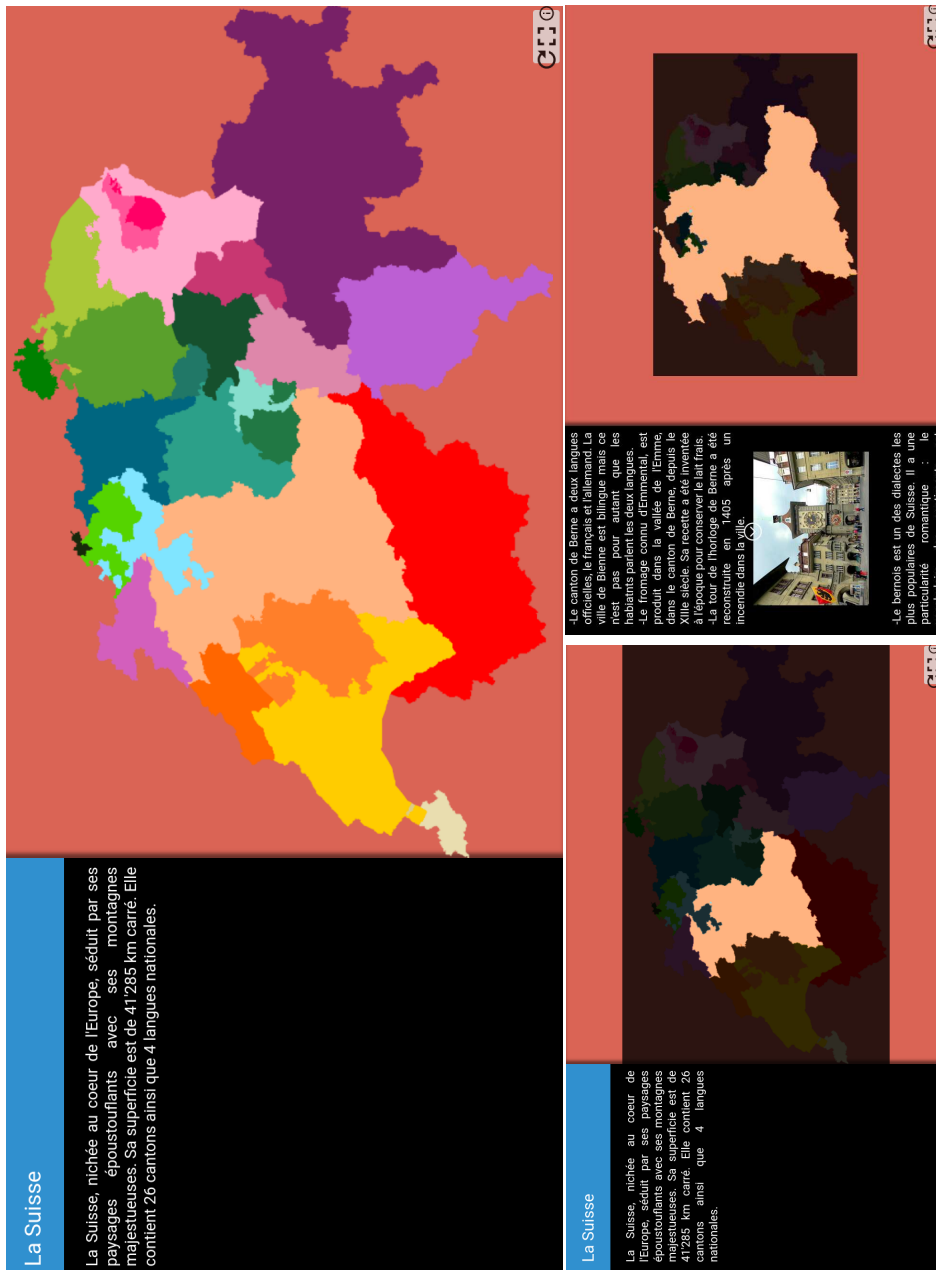 La Suisse
La Suisse, nichée au coeur de l'Europe, séduit par ses
paysages époustouflants avec ses montagnes
majestueuses. Sa superficie est de 41'285 km carré. Elle
contient 26 cantons ainsi que 4 langues nationales.
-Le canton de Berne a deux langues
officielles, le français et l'allemand. La
ville de Bienne est bilingue mais ce
n'est pas pour autant que les
habiatnts parlent les deux langues.
-Le fromage connu d'Emmental, est
produit dans la vallée de l'Emme,
dans le canton de Berne, depuis le
XIIIe siècle. Sa recette a été inventée
à l'époque pour conserver le lait frais.
-La tour de l'horloge de Berne a été
reconstruite en 1405 après un
incendie dans la ville.
-Le bernois est un des dialectes les
plus populaires de Suisse. Il a une
particularité romantique : le
La Suisse
La Suisse, nichée au coeur de
l'Europe, séduit par ses paysages
époustouflants avec ses montagnes
majestueuses. Sa superficie est de
41'285 km carré. Elle contient 26
cantons ainsi que 4 langues
nationales.